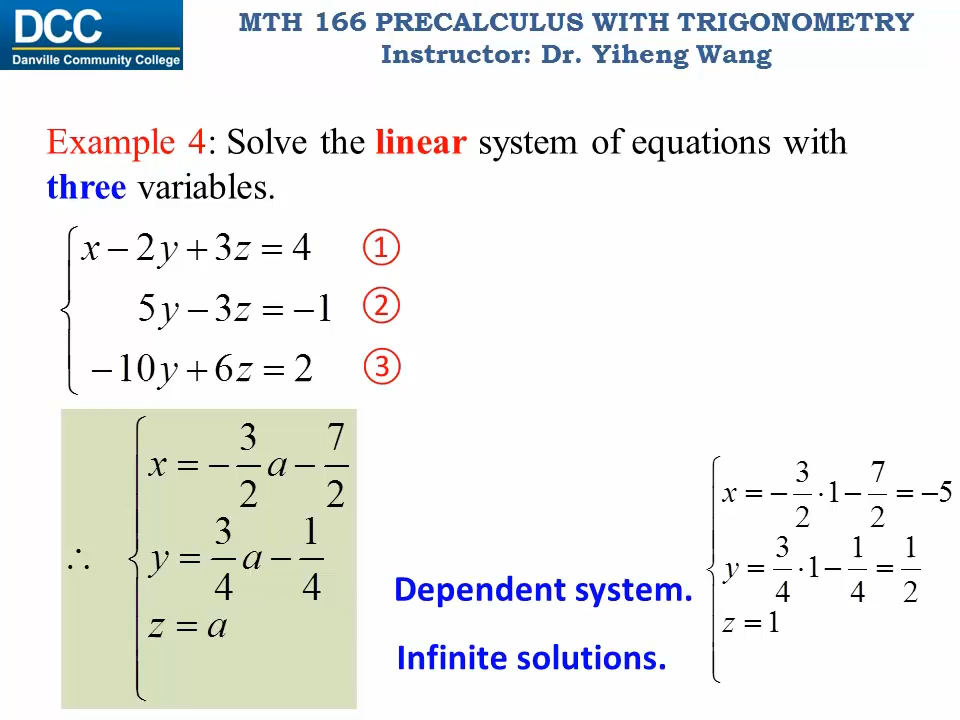 DCC
Danville Community College
MTH 166 PRECALCULUS WITH TRIGONOMETRY
Instructor: Dr. Yiheng Wang
Example 4: Solve the linear system of equations with
three variables.
x − 2y + 3z = 4 ①
5y − 3z = −1 ②
−10y + 6z = 2 ③
∴ x = −3/2 a − 7/2
y = 3/4 a − 1/4
z = a
Dependent system.
Infinite solutions.
x = −3/2 · 1 − 7/2 = −5
y = 3/4 · 1 − 1/4 = 1/2
z = 1